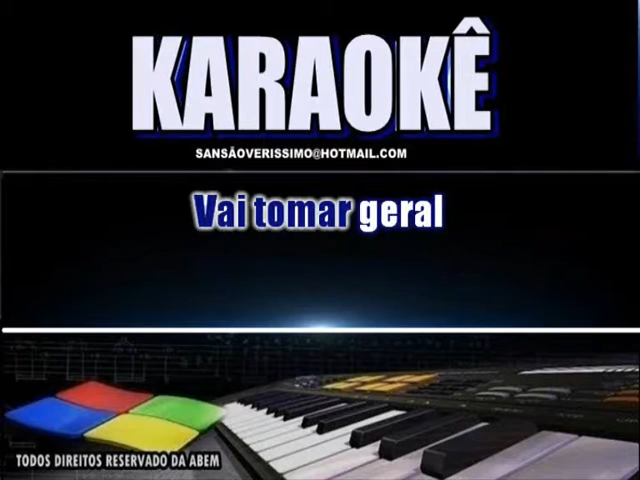 KARAOKÊ
SANSÃOVERISSIMO@HOTMAIL.COM
Vai tomar geral
TODOS DIREITOS RESERVADO DA ABEM